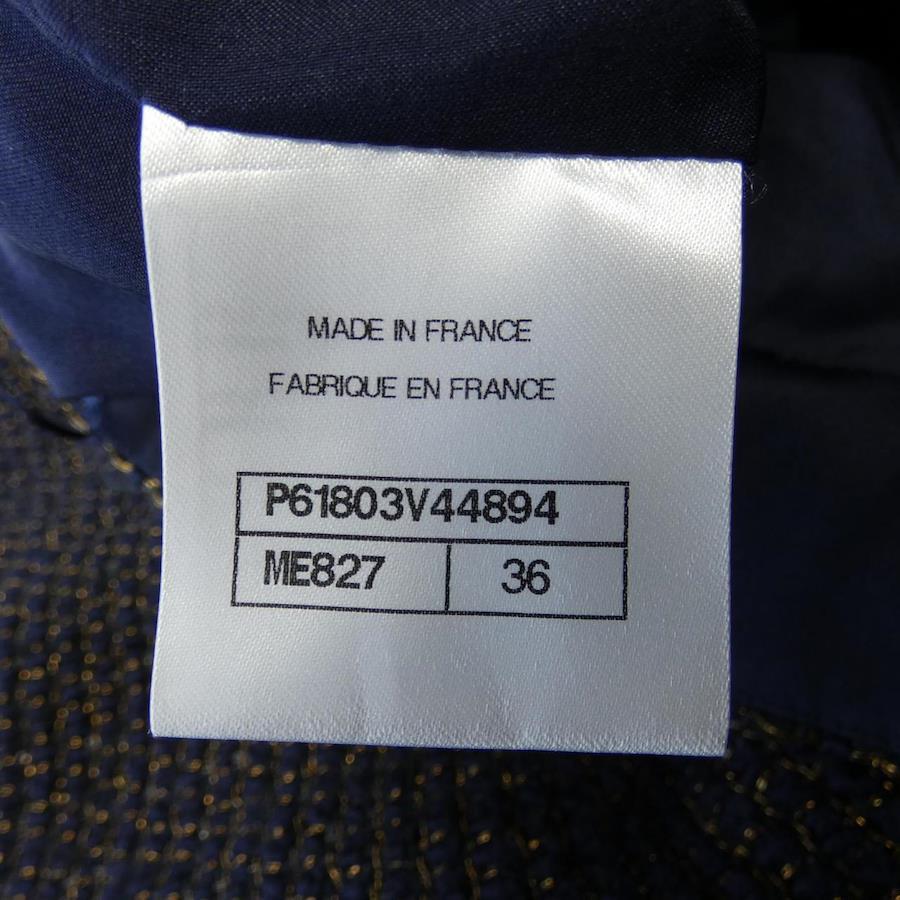 MADE IN FRANCE
FABRIQUE EN FRANCE
P61803V44894
ME827 36